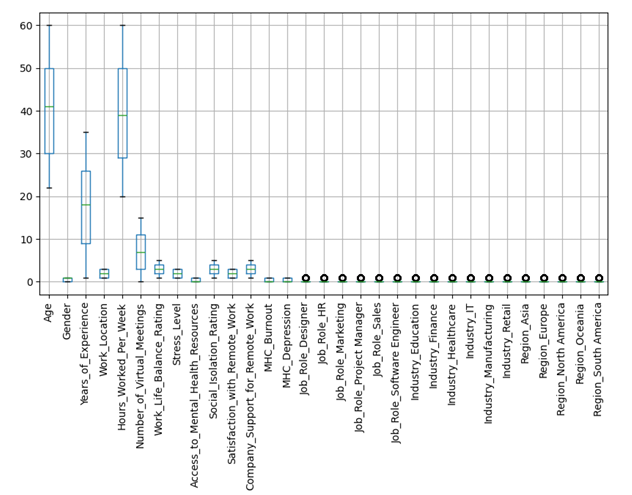 60
50
40
30
20
10
0
Age
Gender
Years_of_Experience
Work_Location
Hours_Worked_Per_Week
Number_of_Virtual_Meetings
Work_Life_Balance_Rating
Stress_Level
Access_to_Mental_Health_Resources
Social_Isolation_Rating
Satisfaction_with_Remote_Work
Company_Support_for_Remote_Work
MHC_Burnout
MHC_Depression
Job_Role_Designer
Job_Role_HR
Job_Role_Marketing
Job_Role_Project Manager
Job_Role_Sales
Job_Role_Software Engineer
Industry_Education
Industry_Finance
Industry_Healthcare
Industry_IT
Industry_Manufacturing
Industry_Retail
Region_Asia
Region_Europe
Region_North America
Region_Oceania
Region_South America